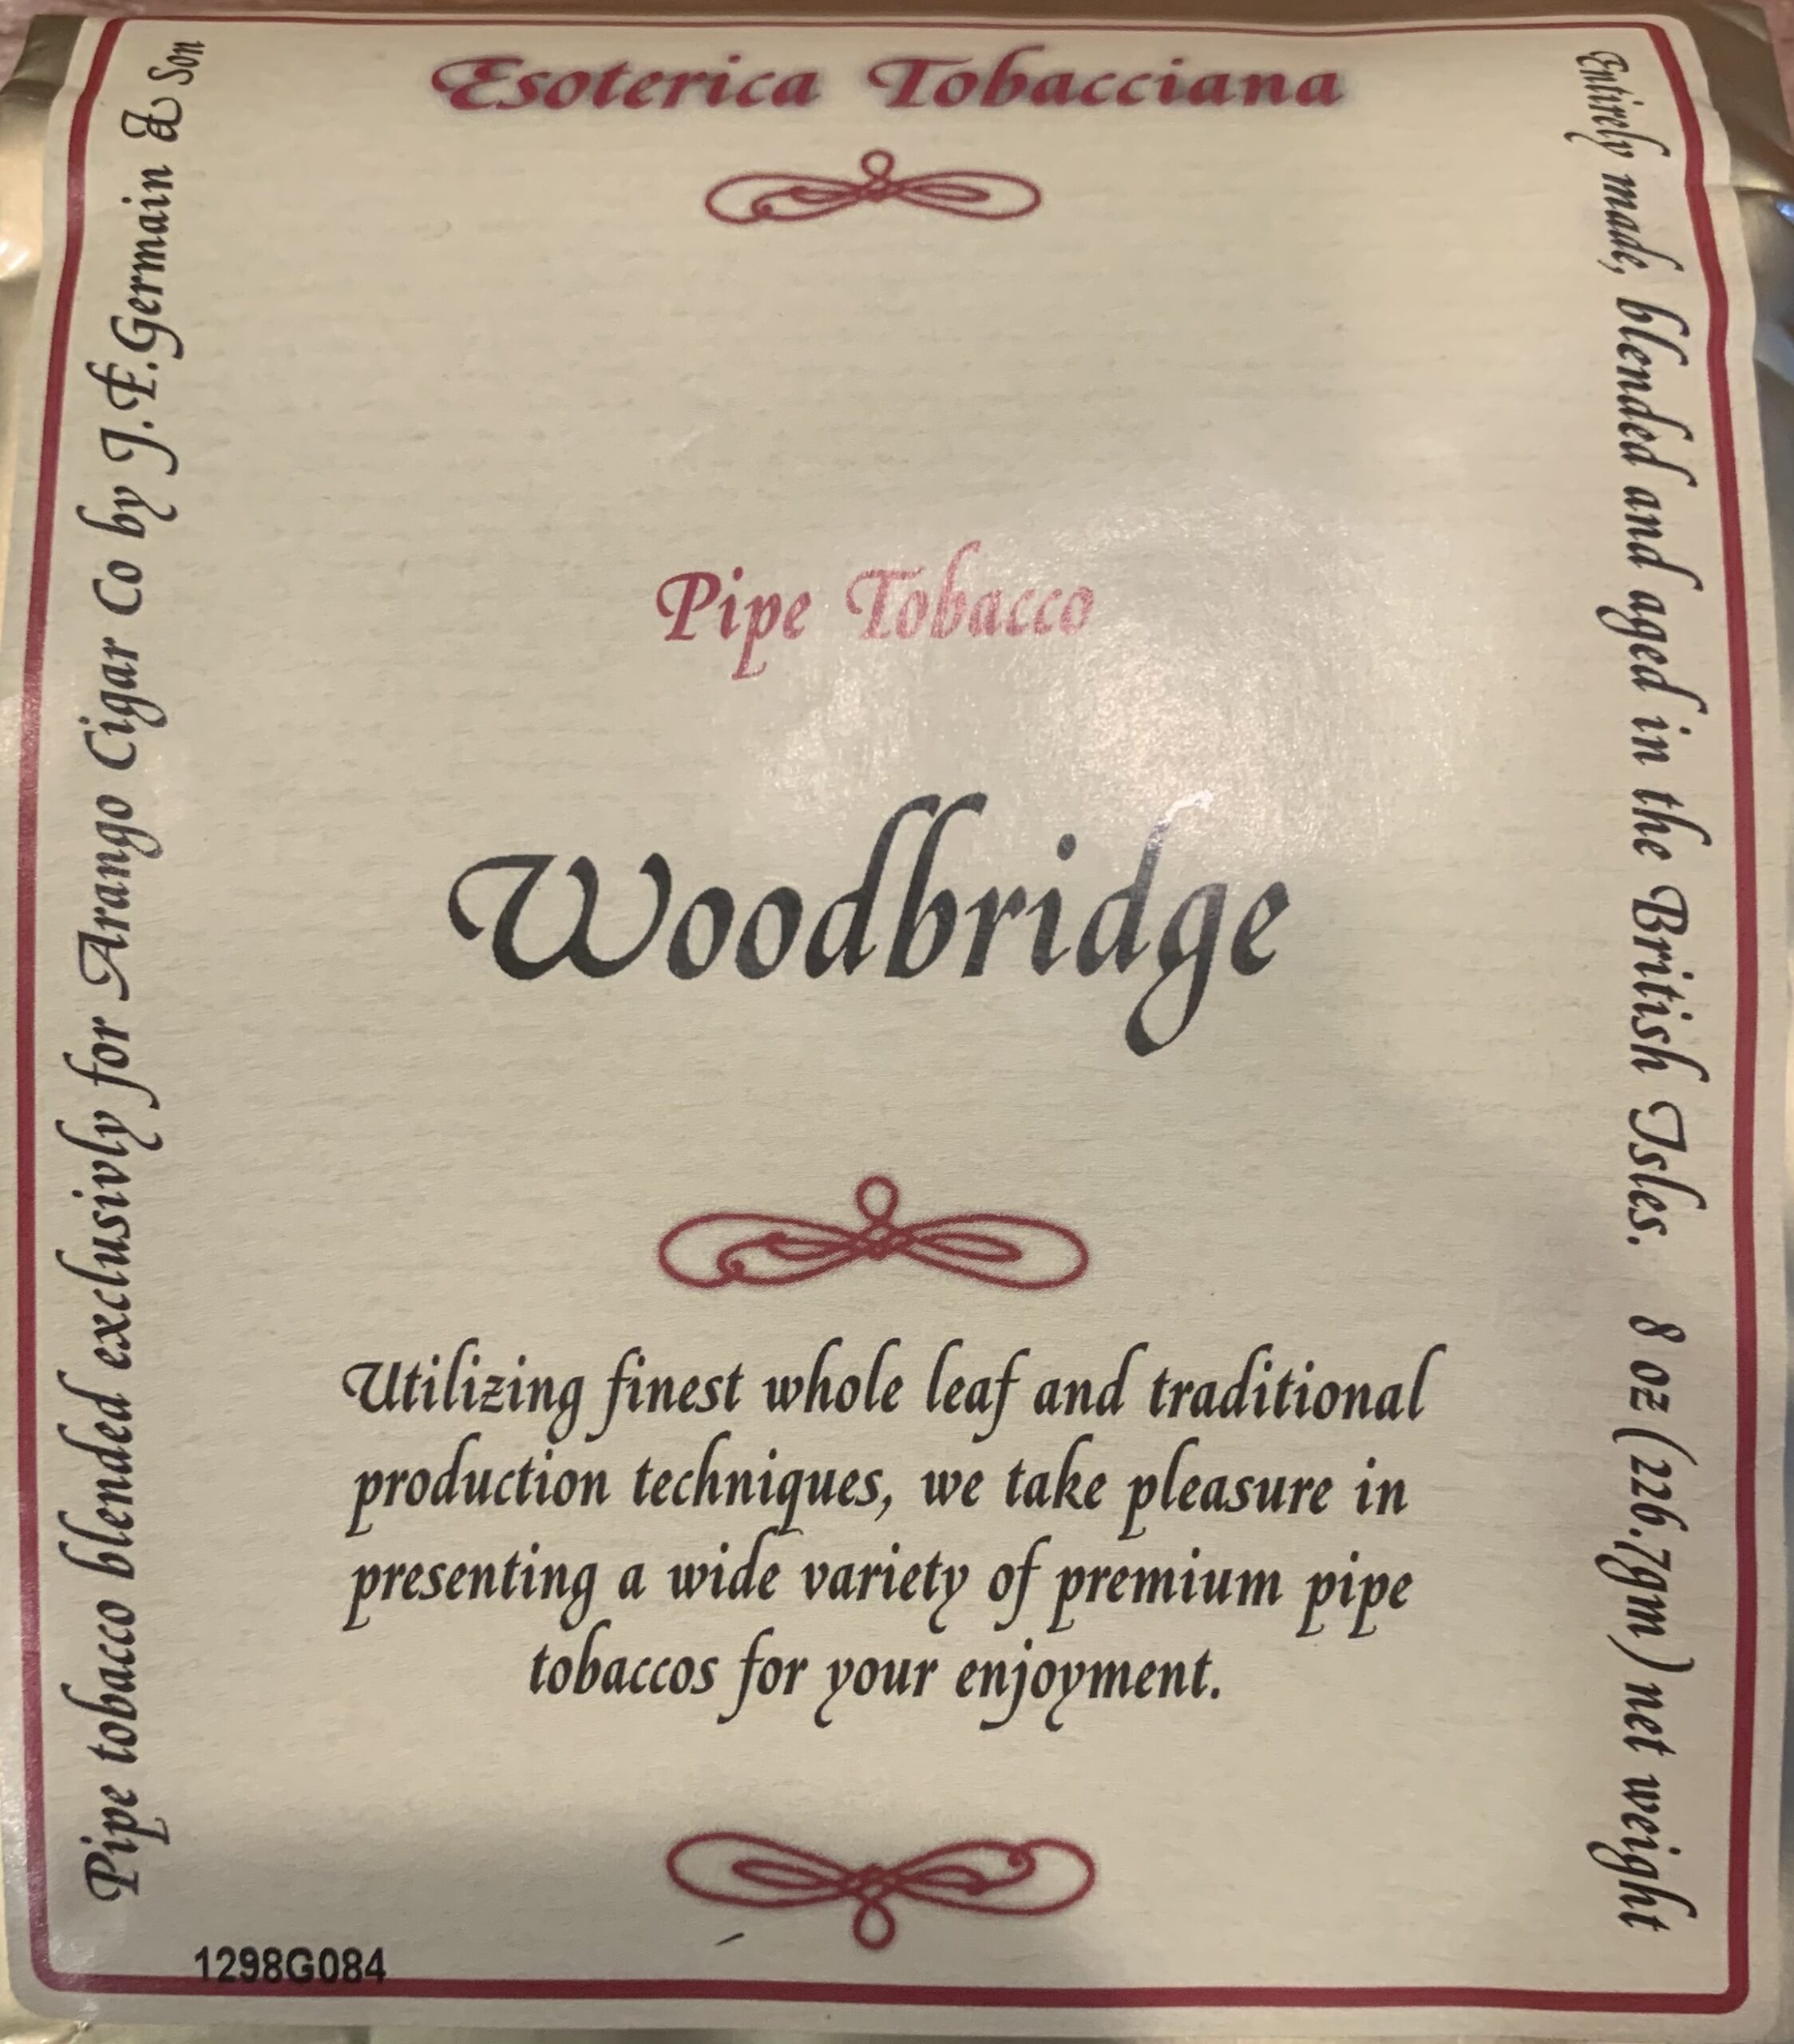 Esoterica Tobacciana
Pipe tobacco blended exclusivly for Arango Cigar Co by J.F.Germain & Son
Pipe Tobacco
Woodbridge
Utilizing finest whole leaf and traditional
production techniques, we take pleasure in
presenting a wide variety of premium pipe
tobaccos for your enjoyment.
Entirely made, blended and aged in the British Isles. 8 oz (226.7gm) net weight
1298G084